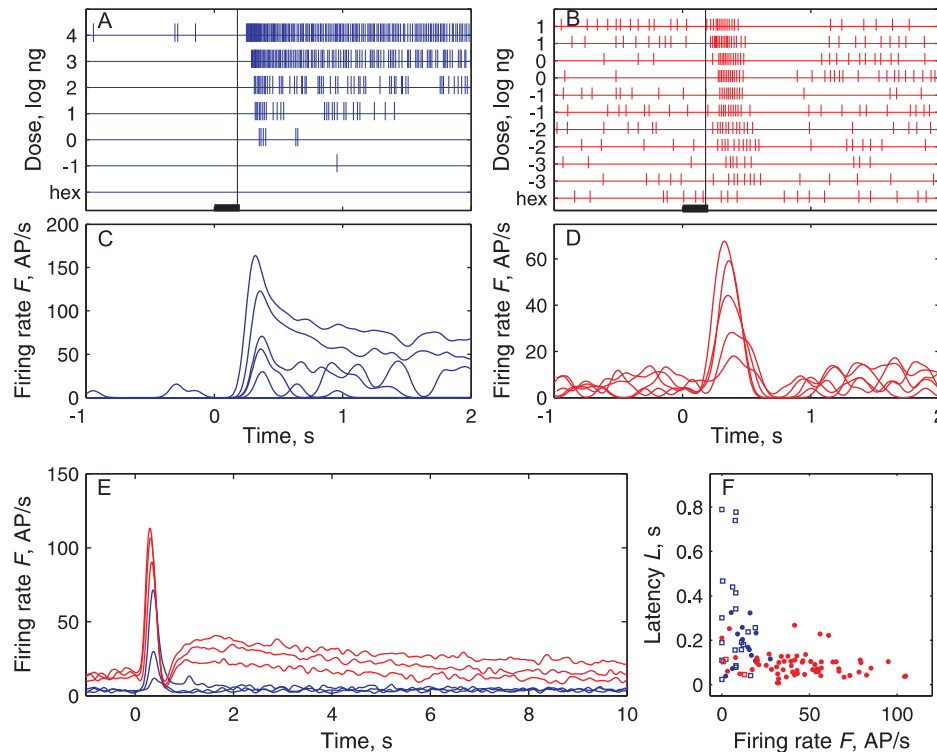 A
Dose, log ng
4
3
2
1
0
-1
hex
B
Dose, log ng
1
1
0
0
-1
-1
-2
-2
-3
-3
hex
C
Firing rate F, AP/s
200
150
100
50
0
-1 0 1 2
Time, s
D
Firing rate F, AP/s
60
40
20
0
-1 0 1 2
Time, s
E
Firing rate F, AP/s
150
100
50
0
0 2 4 6 8 10
Time, s
F
Latency L, s
0.8
0.6
0.4
0.2
0
0 50 100
Firing rate F, AP/s